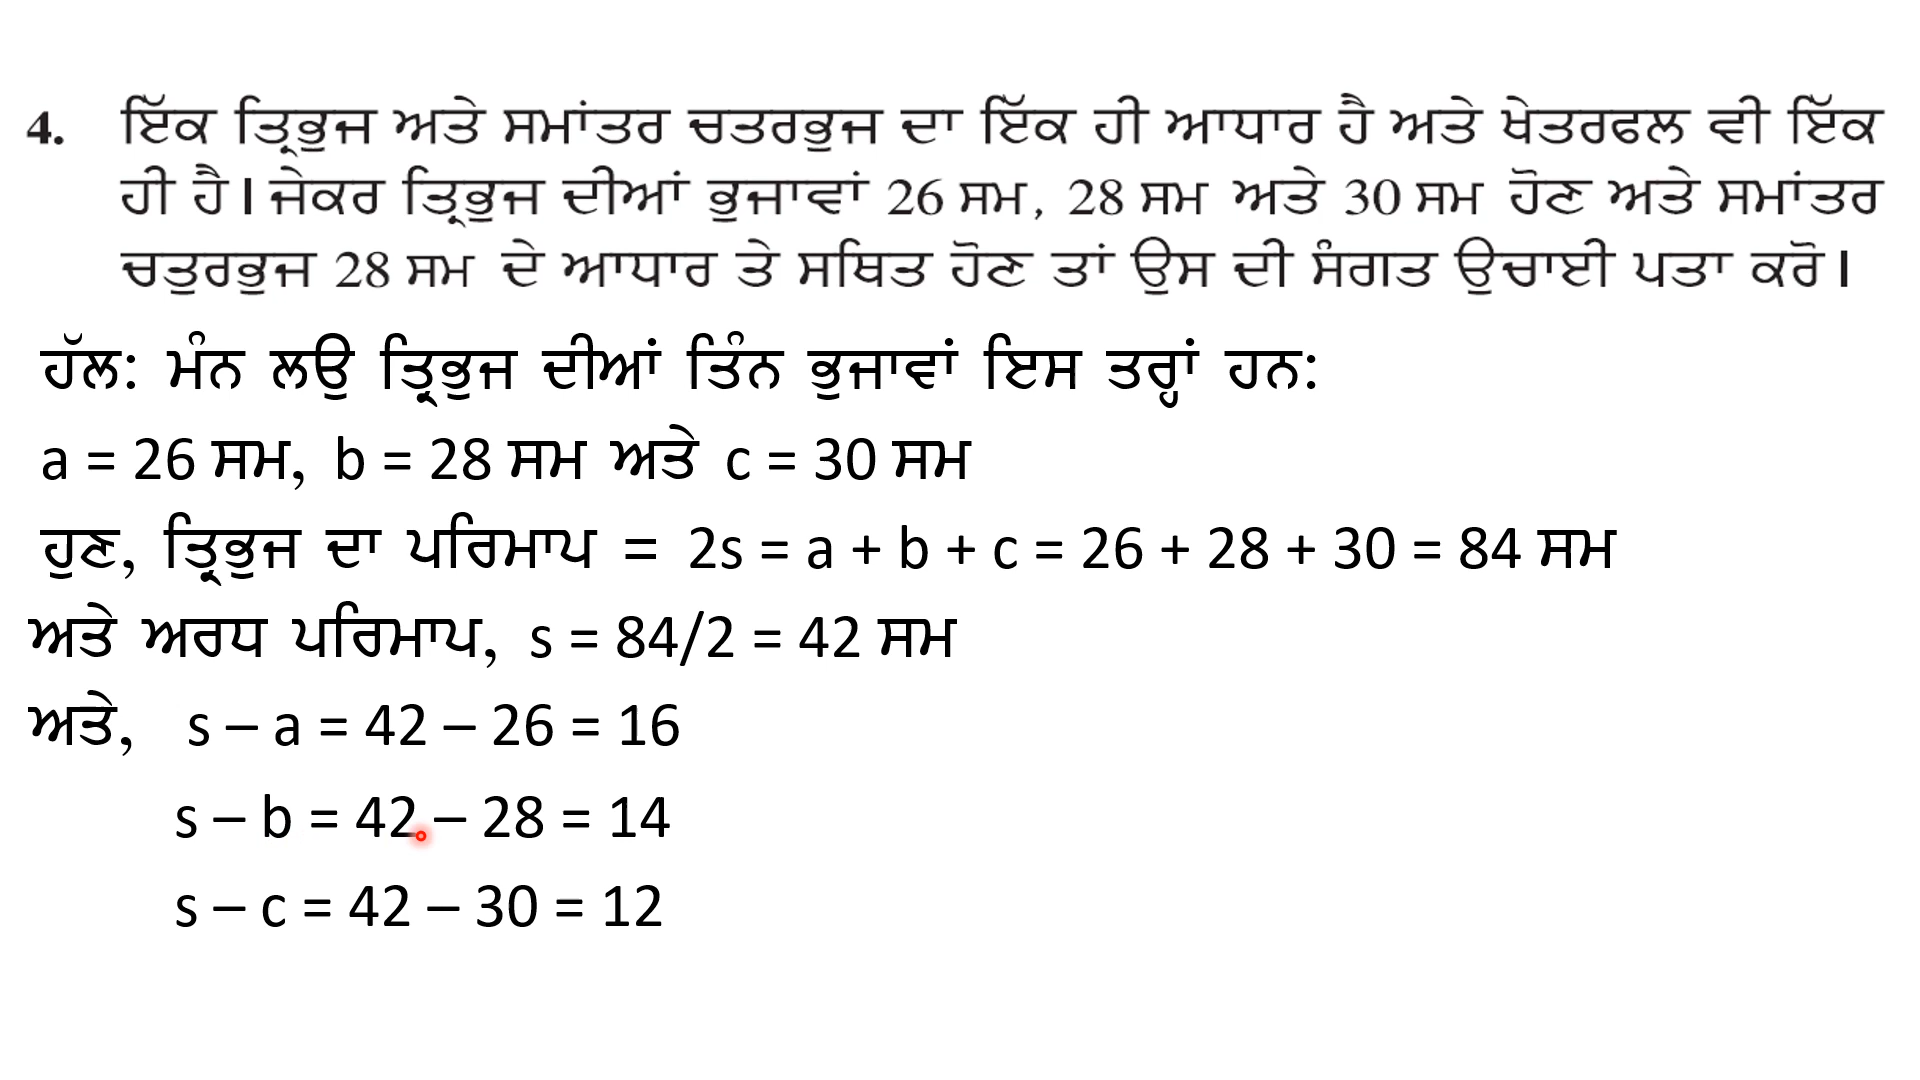 4. ਇੱਕ ਤ੍ਰਿਭੁਜ ਅਤੇ ਸਮਾਂਤਰ ਚਤਰਭੁਜ ਦਾ ਇੱਕ ਹੀ ਆਧਾਰ ਹੈ ਅਤੇ ਖੇਤਰਫਲ ਵੀ ਇੱਕ
ਹੀ ਹੈ। ਜੇਕਰ ਤ੍ਰਿਭੁਜ ਦੀਆਂ ਭੁਜਾਵਾਂ 26 ਸਮ, 28 ਸਮ ਅਤੇ 30 ਸਮ ਹੋਣ ਅਤੇ ਸਮਾਂਤਰ
ਚਤੁਰਭੁਜ 28 ਸਮ ਦੇ ਆਧਾਰ ਤੇ ਸਥਿਤ ਹੋਣ ਤਾਂ ਉਸ ਦੀ ਸੰਗਤ ਉਚਾਈ ਪਤਾ ਕਰੋ।
ਹੱਲ: ਮੰਨ ਲਉ ਤ੍ਰਿਭੁਜ ਦੀਆਂ ਤਿੰਨ ਭੁਜਾਵਾਂ ਇਸ ਤਰ੍ਹਾਂ ਹਨ:
a = 26 ਸਮ, b = 28 ਸਮ ਅਤੇ c = 30 ਸਮ
ਹੁਣ, ਤ੍ਰਿਭੁਜ ਦਾ ਪਰਿਮਾਪ = 2s = a + b + c = 26 + 28 + 30 = 84 ਸਮ
ਅਤੇ ਅਰਧ ਪਰਿਮਾਪ, s = 84/2 = 42 ਸਮ
ਅਤੇ, s – a = 42 – 26 = 16
s – b = 42 – 28 = 14
s – c = 42 – 30 = 12